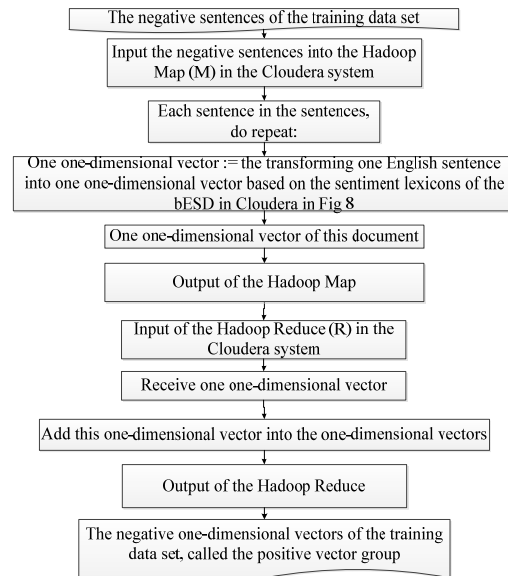 The negative sentences of the training data set
Input the negative sentences into the Hadoop
Map (M) in the Cloudera system
Each sentence in the sentences,
do repeat:
One one-dimensional vector := the transforming one English sentence
into one one-dimensional vector based on the sentiment lexicons of the
bESD in Cloudera in Fig 8
One one-dimensional vector of this document
Output of the Hadoop Map
Input of the Hadoop Reduce (R) in the
Cloudera system
Receive one one-dimensional vector
Add this one-dimensional vector into the one-dimensional vectors
Output of the Hadoop Reduce
The negative one-dimensional vectors of the training
data set, called the positive vector group